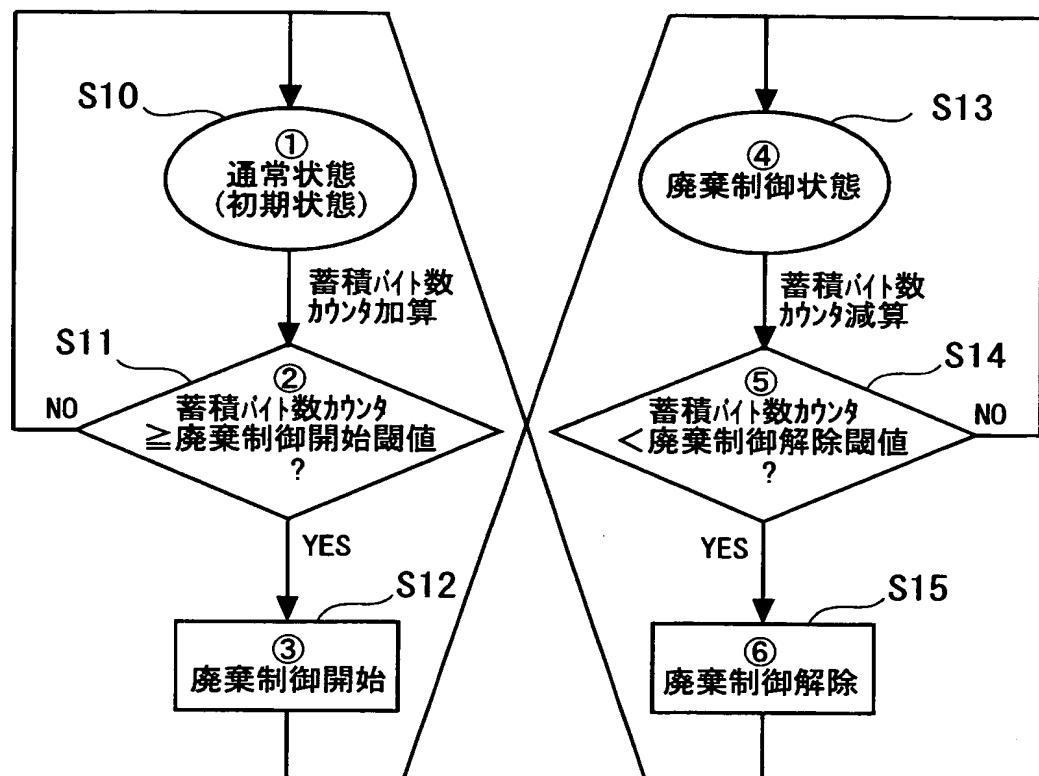 S10
①
通常状態
(初期状態)
蓄積バイト数
カウンタ加算
S11
②
蓄積バイト数カウンタ
≧廃棄制御開始閾値
?
NO
YES
S12
③
廃棄制御開始
S13
④
廃棄制御状態
蓄積バイト数
カウンタ減算
S14
⑤
蓄積バイト数カウンタ
<廃棄制御解除閾値
?
NO
YES
S15
⑥
廃棄制御解除